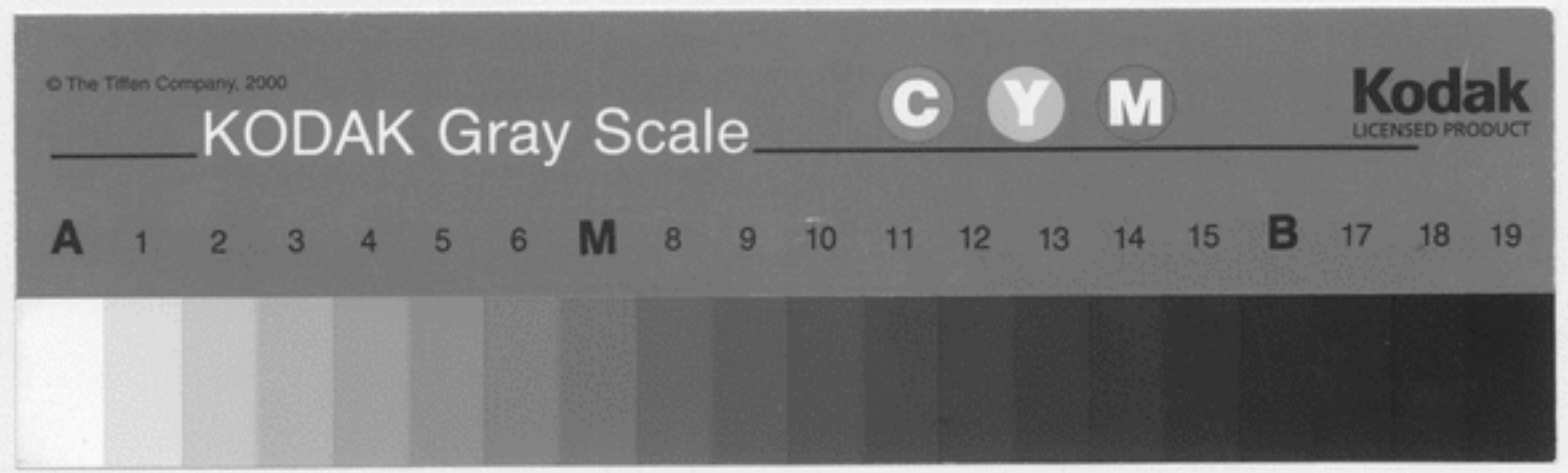 © The Tiffen Company, 2000
KODAK Gray Scale
C Y M
Kodak
LICENSED PRODUCT
A 1 2 3 4 5 6 M 8 9 10 11 12 13 14 15 B 17 18 19